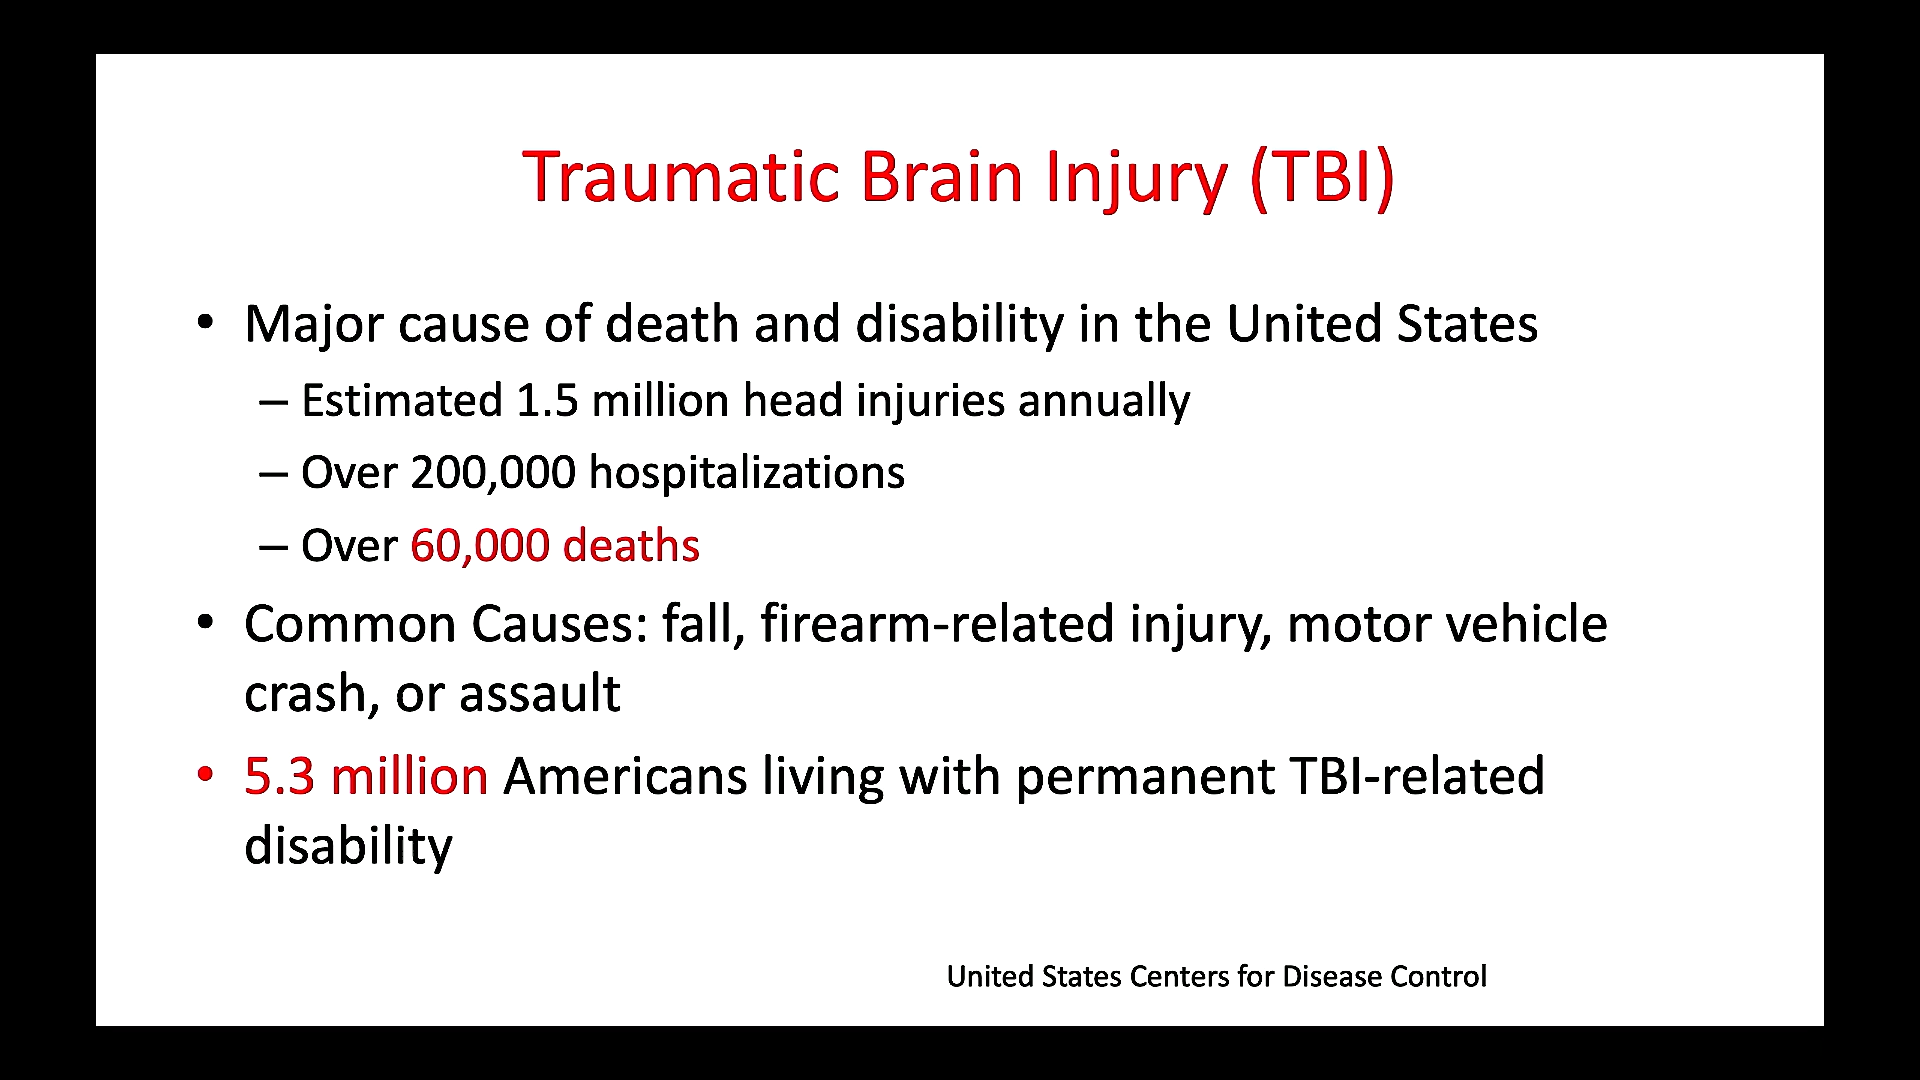 Traumatic Brain Injury (TBI)
• Major cause of death and disability in the United States
– Estimated 1.5 million head injuries annually
– Over 200,000 hospitalizations
– Over 60,000 deaths
• Common Causes: fall, firearm-related injury, motor vehicle
crash, or assault
• 5.3 million Americans living with permanent TBI-related
disability
United States Centers for Disease Control